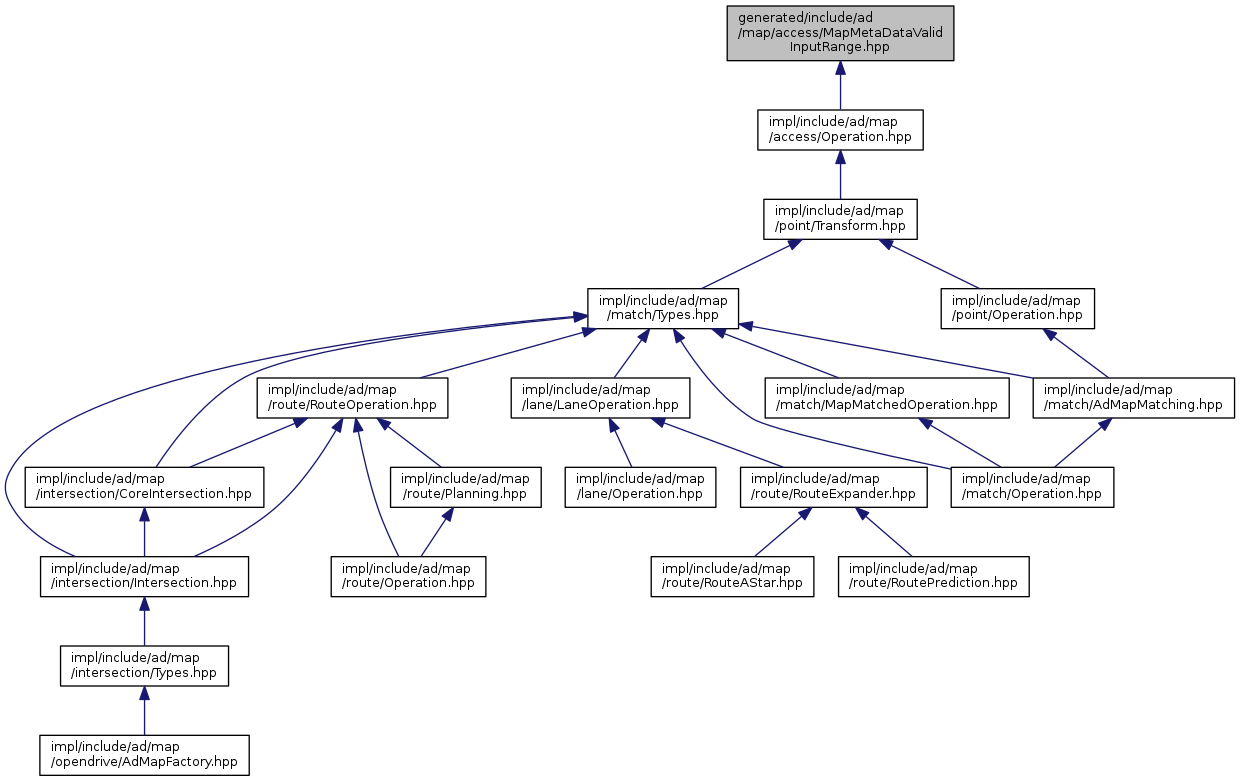 generated/include/ad
/map/access/MapMetaDataValid
InputRange.hpp
impl/include/ad/map
/access/Operation.hpp
impl/include/ad/map
/point/Transform.hpp
impl/include/ad/map
/match/Types.hpp
impl/include/ad/map
/point/Operation.hpp
impl/include/ad/map
/route/RouteOperation.hpp
impl/include/ad/map
/lane/LaneOperation.hpp
impl/include/ad/map
/match/MapMatchedOperation.hpp
impl/include/ad/map
/match/AdMapMatching.hpp
impl/include/ad/map
/intersection/CoreIntersection.hpp
impl/include/ad/map
/route/Planning.hpp
impl/include/ad/map
/lane/Operation.hpp
impl/include/ad/map
/route/RouteExpander.hpp
impl/include/ad/map
/match/Operation.hpp
impl/include/ad/map
/intersection/Intersection.hpp
impl/include/ad/map
/route/Operation.hpp
impl/include/ad/map
/route/RouteAStar.hpp
impl/include/ad/map
/route/RoutePrediction.hpp
impl/include/ad/map
/intersection/Types.hpp
impl/include/ad/map
/opendrive/AdMapFactory.hpp